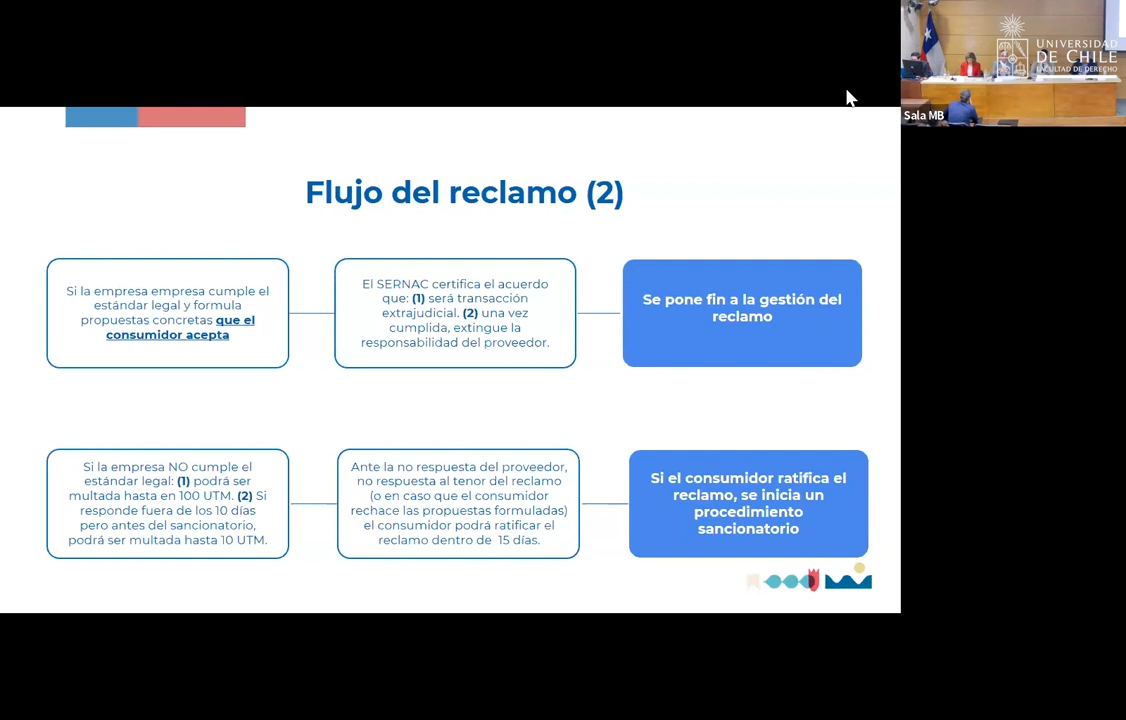 UNIVERSIDAD
DE CHILE
FACULTAD DE DERECHO
Sala MB
Flujo del reclamo (2)
Si la empresa empresa cumple el
estándar legal y formula
propuestas concretas que el
consumidor acepta
El SERNAC certifica el acuerdo
que: (1) será transacción
extrajudicial. (2) una vez
cumplida, extingue la
responsabilidad del proveedor.
Se pone fin a la gestión del
reclamo
Si la empresa NO cumple el
estándar legal: (1) podrá ser
multada hasta en 100 UTM. (2) Si
responde fuera de los 10 días
pero antes del sancionatorio,
podrá ser multada hasta 10 UTM.
Ante la no respuesta del proveedor,
no respuesta al tenor del reclamo
(o en caso que el consumidor
rechace las propuestas formuladas)
el consumidor podrá ratificar el
reclamo dentro de 15 días.
Si el consumidor ratifica el
reclamo, se inicia un
procedimiento
sancionatorio